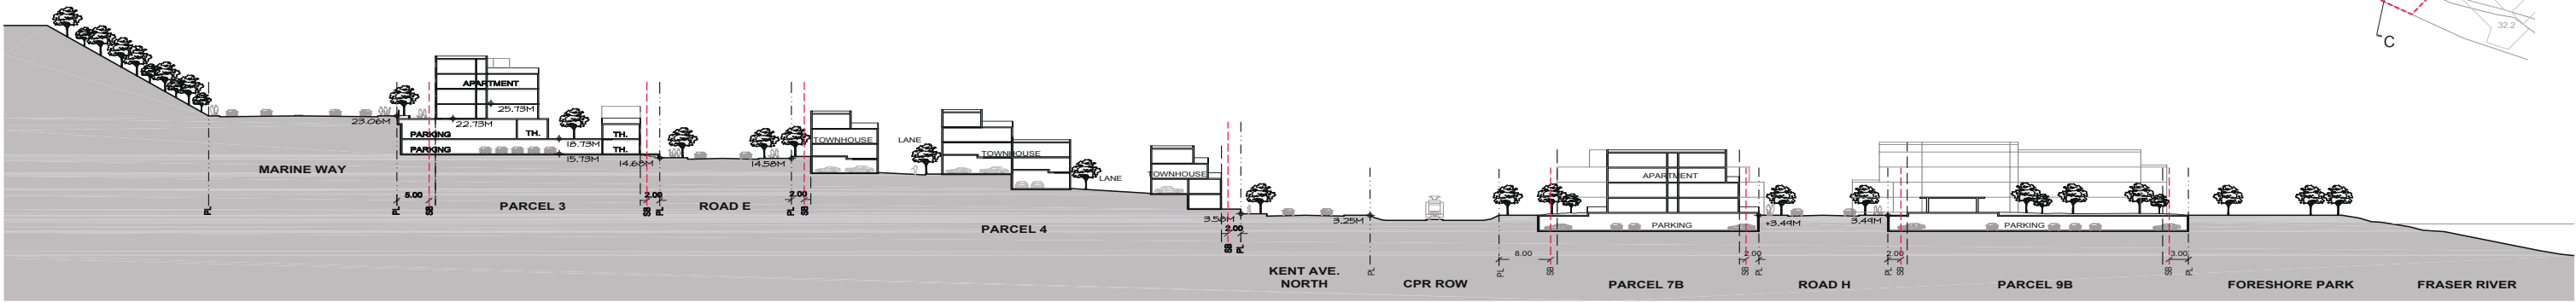 32.2
C
APARTMENT
25.73M
23.06M
22.73M
PARKING
TH.
TH.
18.73M
PARKING
TH.
15.73M
14.68M
14.58M
TOWNHOUSE
LANE
TOWNHOUSE
LANE
TOWNHOUSE
APARTMENT
MARINE WAY
5.00
2.00
2.00
PL
PL
SB
PARCEL 3
SB
PL
ROAD E
PL
SB
3.58M
3.25M
+3.49M
3.49M
PARKING
PARKING
PARCEL 4
2.00
SB
PL
8.00
2.00
2.00
3.00
PL
PL
SB
SB
PL
PL
SB
SB
PL
KENT AVE.
NORTH
CPR ROW
PARCEL 7B
ROAD H
PARCEL 9B
FORESHORE PARK
FRASER RIVER